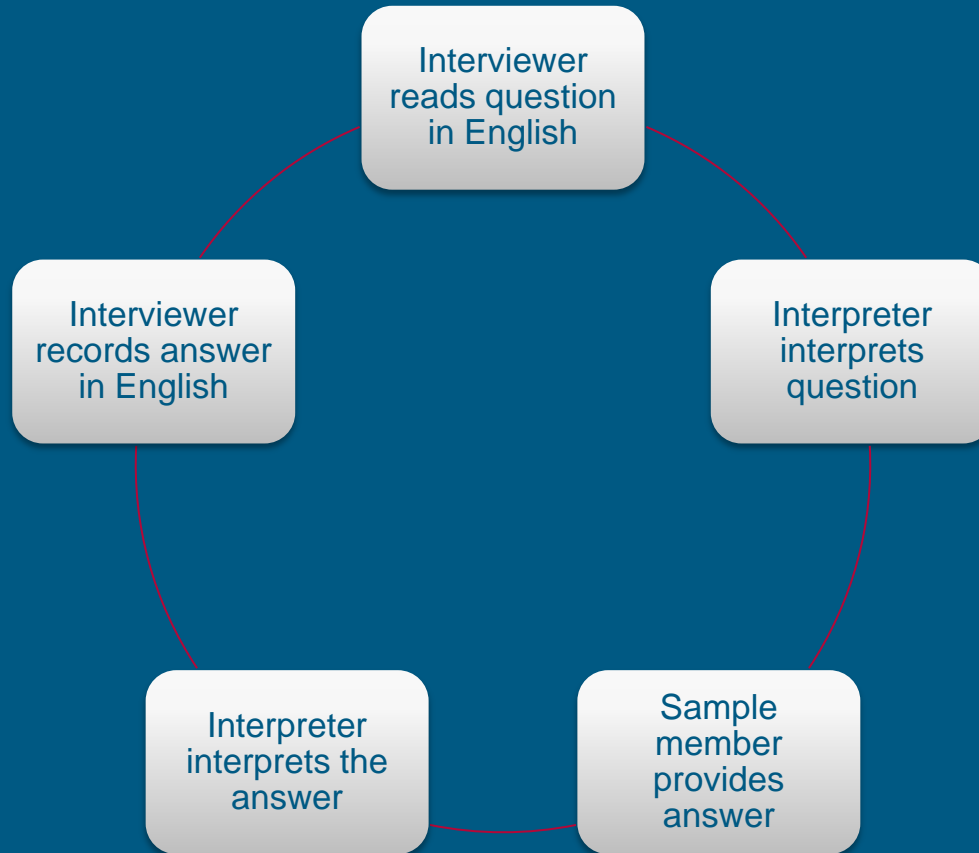 Interviewer
reads question
in English
Interpreter
interprets
question
Sample
member
provides
answer
Interpreter
interprets the
answer
Interviewer
records answer
in English